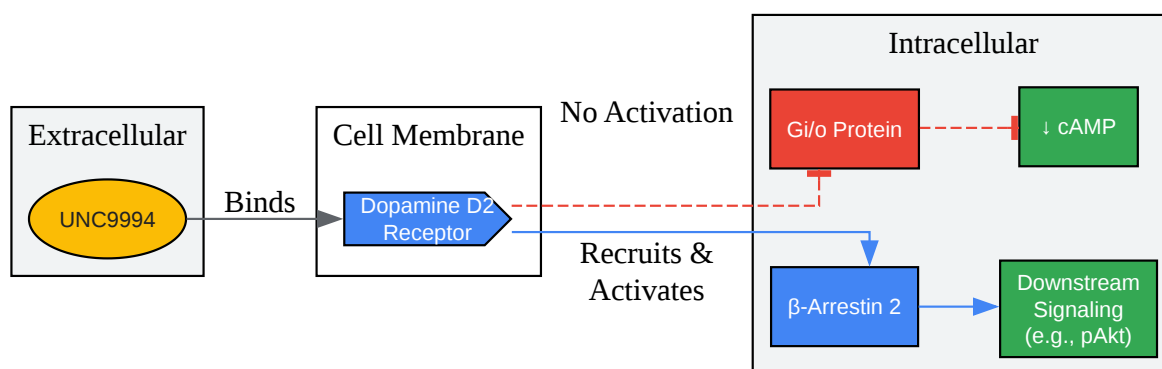 Intracellular
Extracellular
Cell Membrane
No Activation
Gi/o Protein
↓ cAMP
UNC9994
Binds
Dopamine D2
Receptor
Recruits &
Activates
β-Arrestin 2
Downstream
Signaling
(e.g., pAkt)